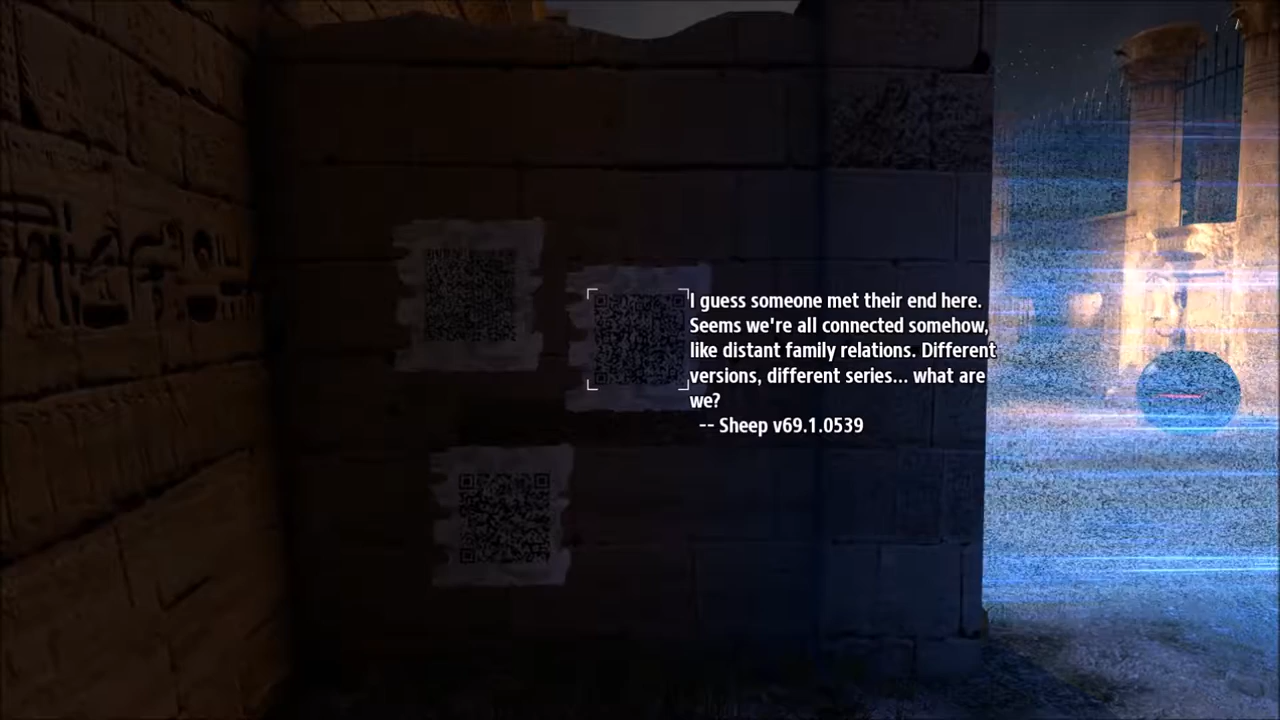 I guess someone met their end here.
Seems we're all connected somehow,
like distant family relations. Different
versions, different series... what are
we?
-- Sheep v69.1.0539